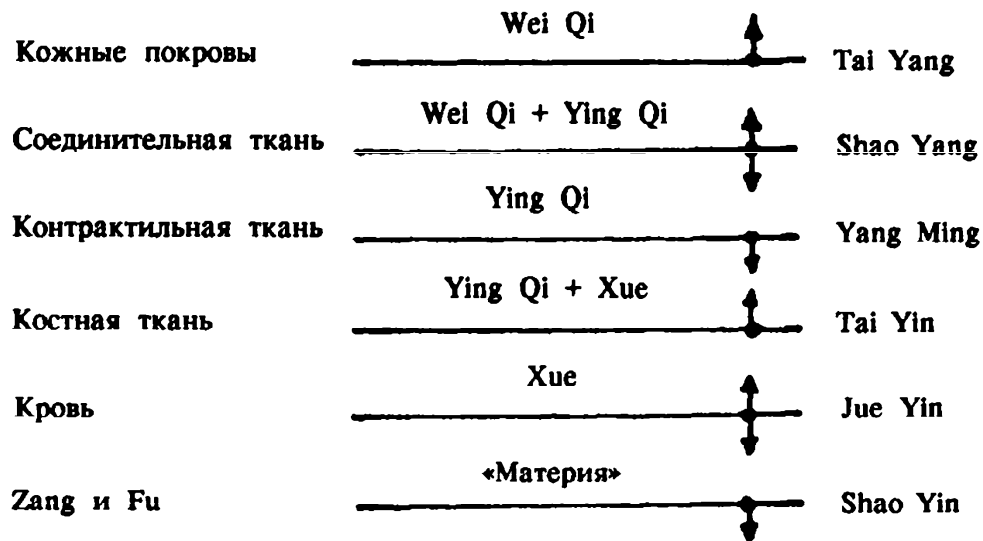 Wei Qi
Кожные покровы Tai Yang
Wei Qi + Ying Qi
Соединительная ткань Shao Yang
Ying Qi
Контрактильная ткань Yang Ming
Ying Qi + Xue
Костная ткань Tai Yin
Xue
Кровь Jue Yin
«Материя»
Zang и Fu Shao Yin